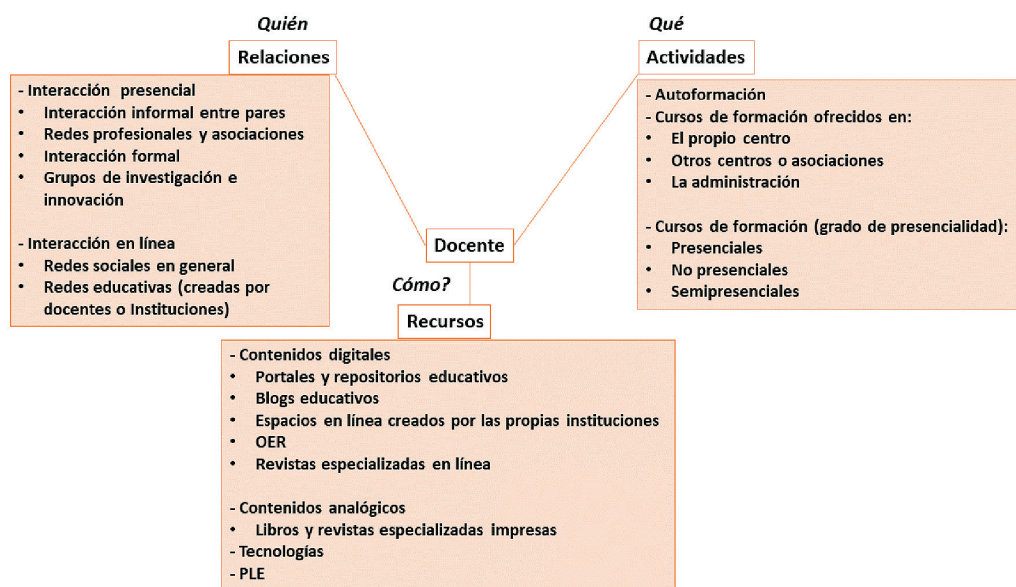 Quién
Relaciones
- Interacción presencial
• Interacción informal entre pares
• Redes profesionales y asociaciones
• Interacción formal
• Grupos de investigación e
innovación
- Interacción en línea
• Redes sociales en general
• Redes educativas (creadas por
docentes o Instituciones)
Qué
Actividades
- Autoformación
- Cursos de formación ofrecidos en:
• El propio centro
• Otros centros o asociaciones
• La administración
- Cursos de formación (grado de presencialidad):
• Presenciales
• No presenciales
• Semipresenciales
Docente
Cómo?
Recursos
- Contenidos digitales
• Portales y repositorios educativos
• Blogs educativos
• Espacios en línea creados por las propias instituciones
• OER
• Revistas especializadas en línea
- Contenidos analógicos
• Libros y revistas especializadas impresas
- Tecnologías
- PLE